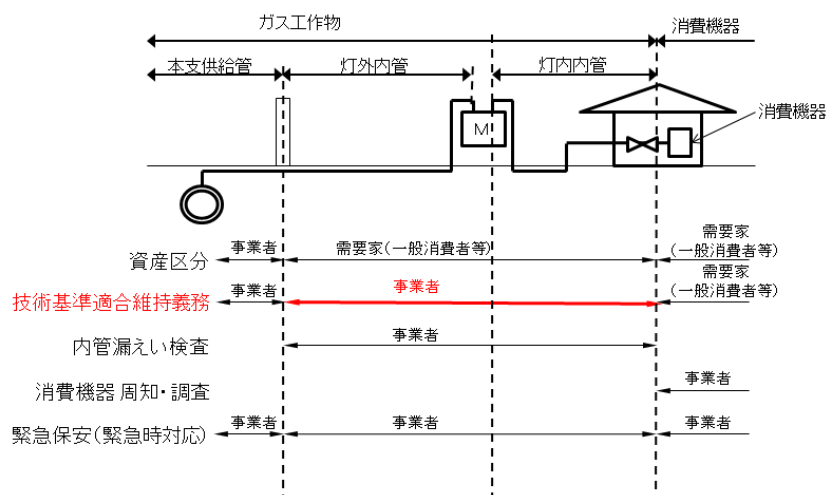 ガス工作物
消費機器
本支供給管
灯外内管
灯内内管
M
消費機器
資産区分
事業者
需要家(一般消費者等)
需要家
(一般消費者等)
技術基準適合維持義務
事業者
事業者
需要家
(一般消費者等)
内管漏えい検査
事業者
消費機器 周知・調査
事業者
緊急保安(緊急時対応)
事業者
事業者
事業者